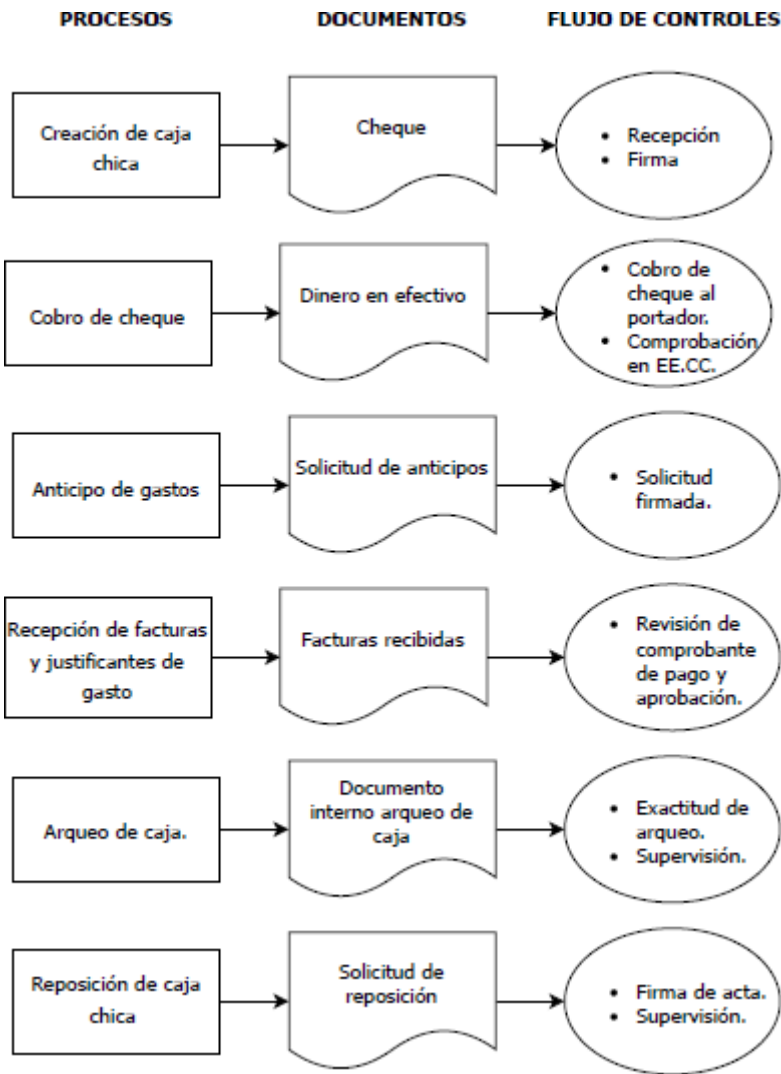 PROCESOS
DOCUMENTOS
FLUJO DE CONTROLES
Creación de caja
chica
Cheque
• Recepción
• Firma
Cobro de cheque
Dinero en efectivo
• Cobro de
cheque al
portador.
• Comprobación
en EE.CC.
Anticipo de gastos
Solicitud de anticipos
• Solicitud
firmada.
Recepción de facturas
y justificantes de
gasto
Facturas recibidas
• Revisión de
comprobante
de pago y
aprobación.
Arqueo de caja.
Documento
interno arqueo de
caja
• Exactitud de
arqueo.
• Supervisión.
Reposición de caja
chica
Solicitud de
reposición
• Firma de acta.
• Supervisión.